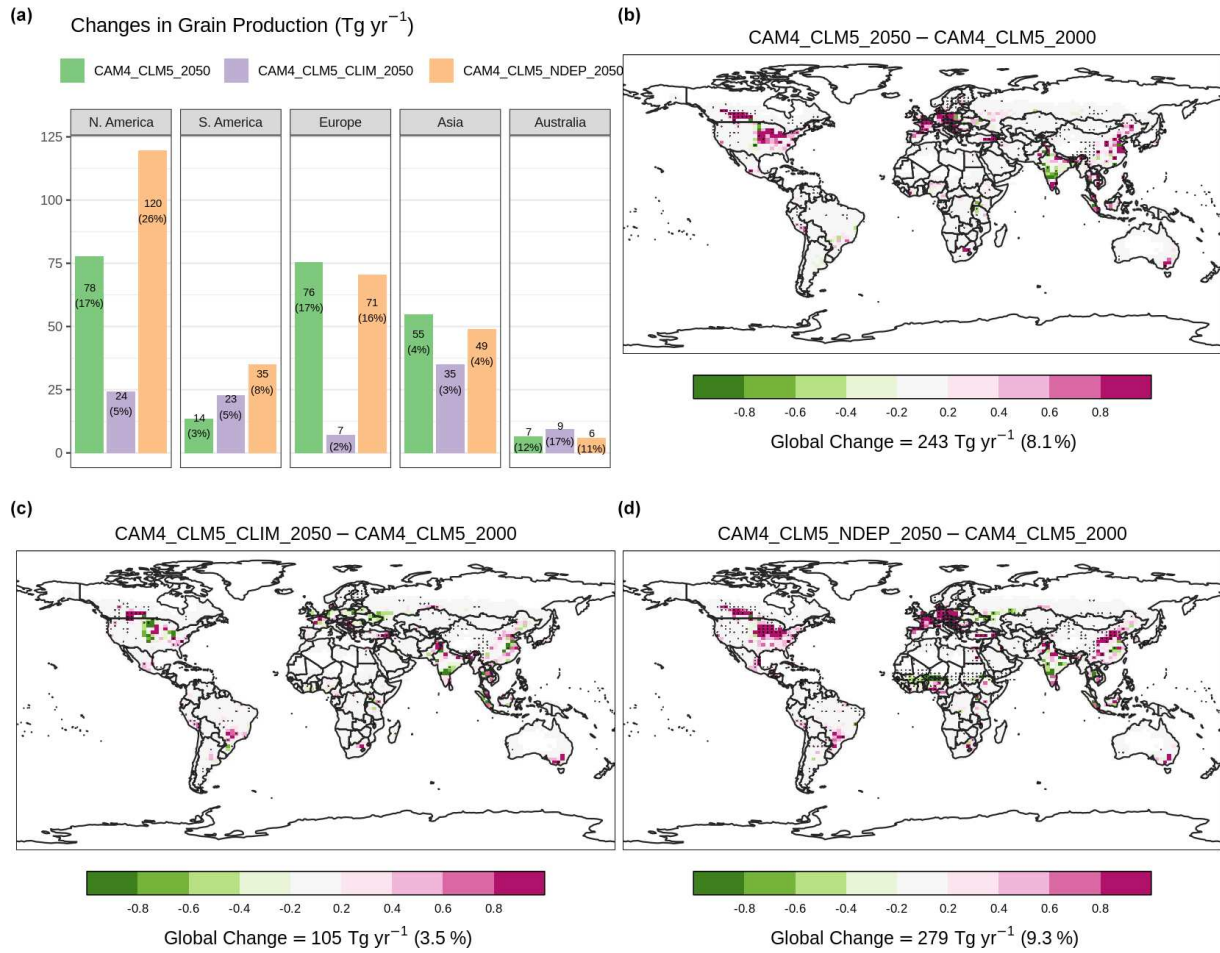 (a)
Changes in Grain Production (Tg yr⁻¹)
CAM4_CLM5_2050 CAM4_CLM5_CLIM_2050 CAM4_CLM5_NDEP_2050
N. America S. America Europe Asia Australia
125
100
75
50
25
0
78
(17%)
24
(5%)
120
(26%)
14
(3%)
23
(5%)
35
(8%)
76
(17%)
7
(2%)
71
(16%)
55
(4%)
35
(3%)
49
(4%)
7
(12%)
9
(17%)
6
(11%)
(b)
CAM4_CLM5_2050 – CAM4_CLM5_2000
-0.8 -0.6 -0.4 -0.2 0.2 0.4 0.6 0.8
Global Change = 243 Tg yr⁻¹ (8.1 %)
(c)
CAM4_CLM5_CLIM_2050 – CAM4_CLM5_2000
-0.8 -0.6 -0.4 -0.2 0.2 0.4 0.6 0.8
Global Change = 105 Tg yr⁻¹ (3.5 %)
(d)
CAM4_CLM5_NDEP_2050 – CAM4_CLM5_2000
-0.8 -0.6 -0.4 -0.2 0.2 0.4 0.6 0.8
Global Change = 279 Tg yr⁻¹ (9.3 %)